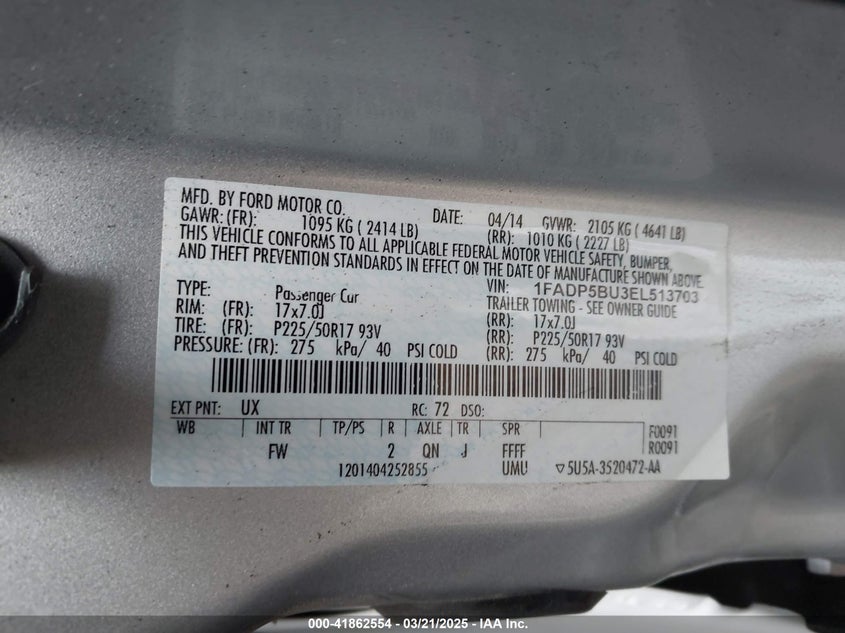 MFD. BY FORD MOTOR CO.
DATE: 04/14 GVWR: 2105 KG ( 4641 LB)
GAWR: (FR): 1095 KG ( 2414 LB) (RR): 1010 KG ( 2227 LB)
THIS VEHICLE CONFORMS TO ALL APPLICABLE FEDERAL MOTOR VEHICLE SAFETY, BUMPER,
AND THEFT PREVENTION STANDARDS IN EFFECT ON THE DATE OF MANUFACTURE SHOWN ABOVE.
VIN: 1FADP5BU3EL513703
TYPE: Passenger Car TRAILER TOWING - SEE OWNER GUIDE
RIM: (FR): 17x7.0J (RR): 17x7.0J
TIRE: (FR): P225/50R17 93V (RR): P225/50R17 93V
PRESSURE: (FR): 275 kPa/ 40 PSI COLD (RR): 275 kPa/ 40 PSI COLD
EXT PNT: UX RC: 72 DSO:
WB INT TR TP/PS R AXLE TR SPR F0091
FW 2 QN J FFFF R0091
1201404252855 UMU ▽5U5A-3520472-AA
000-41862554 - 03/21/2025 - IAA Inc.